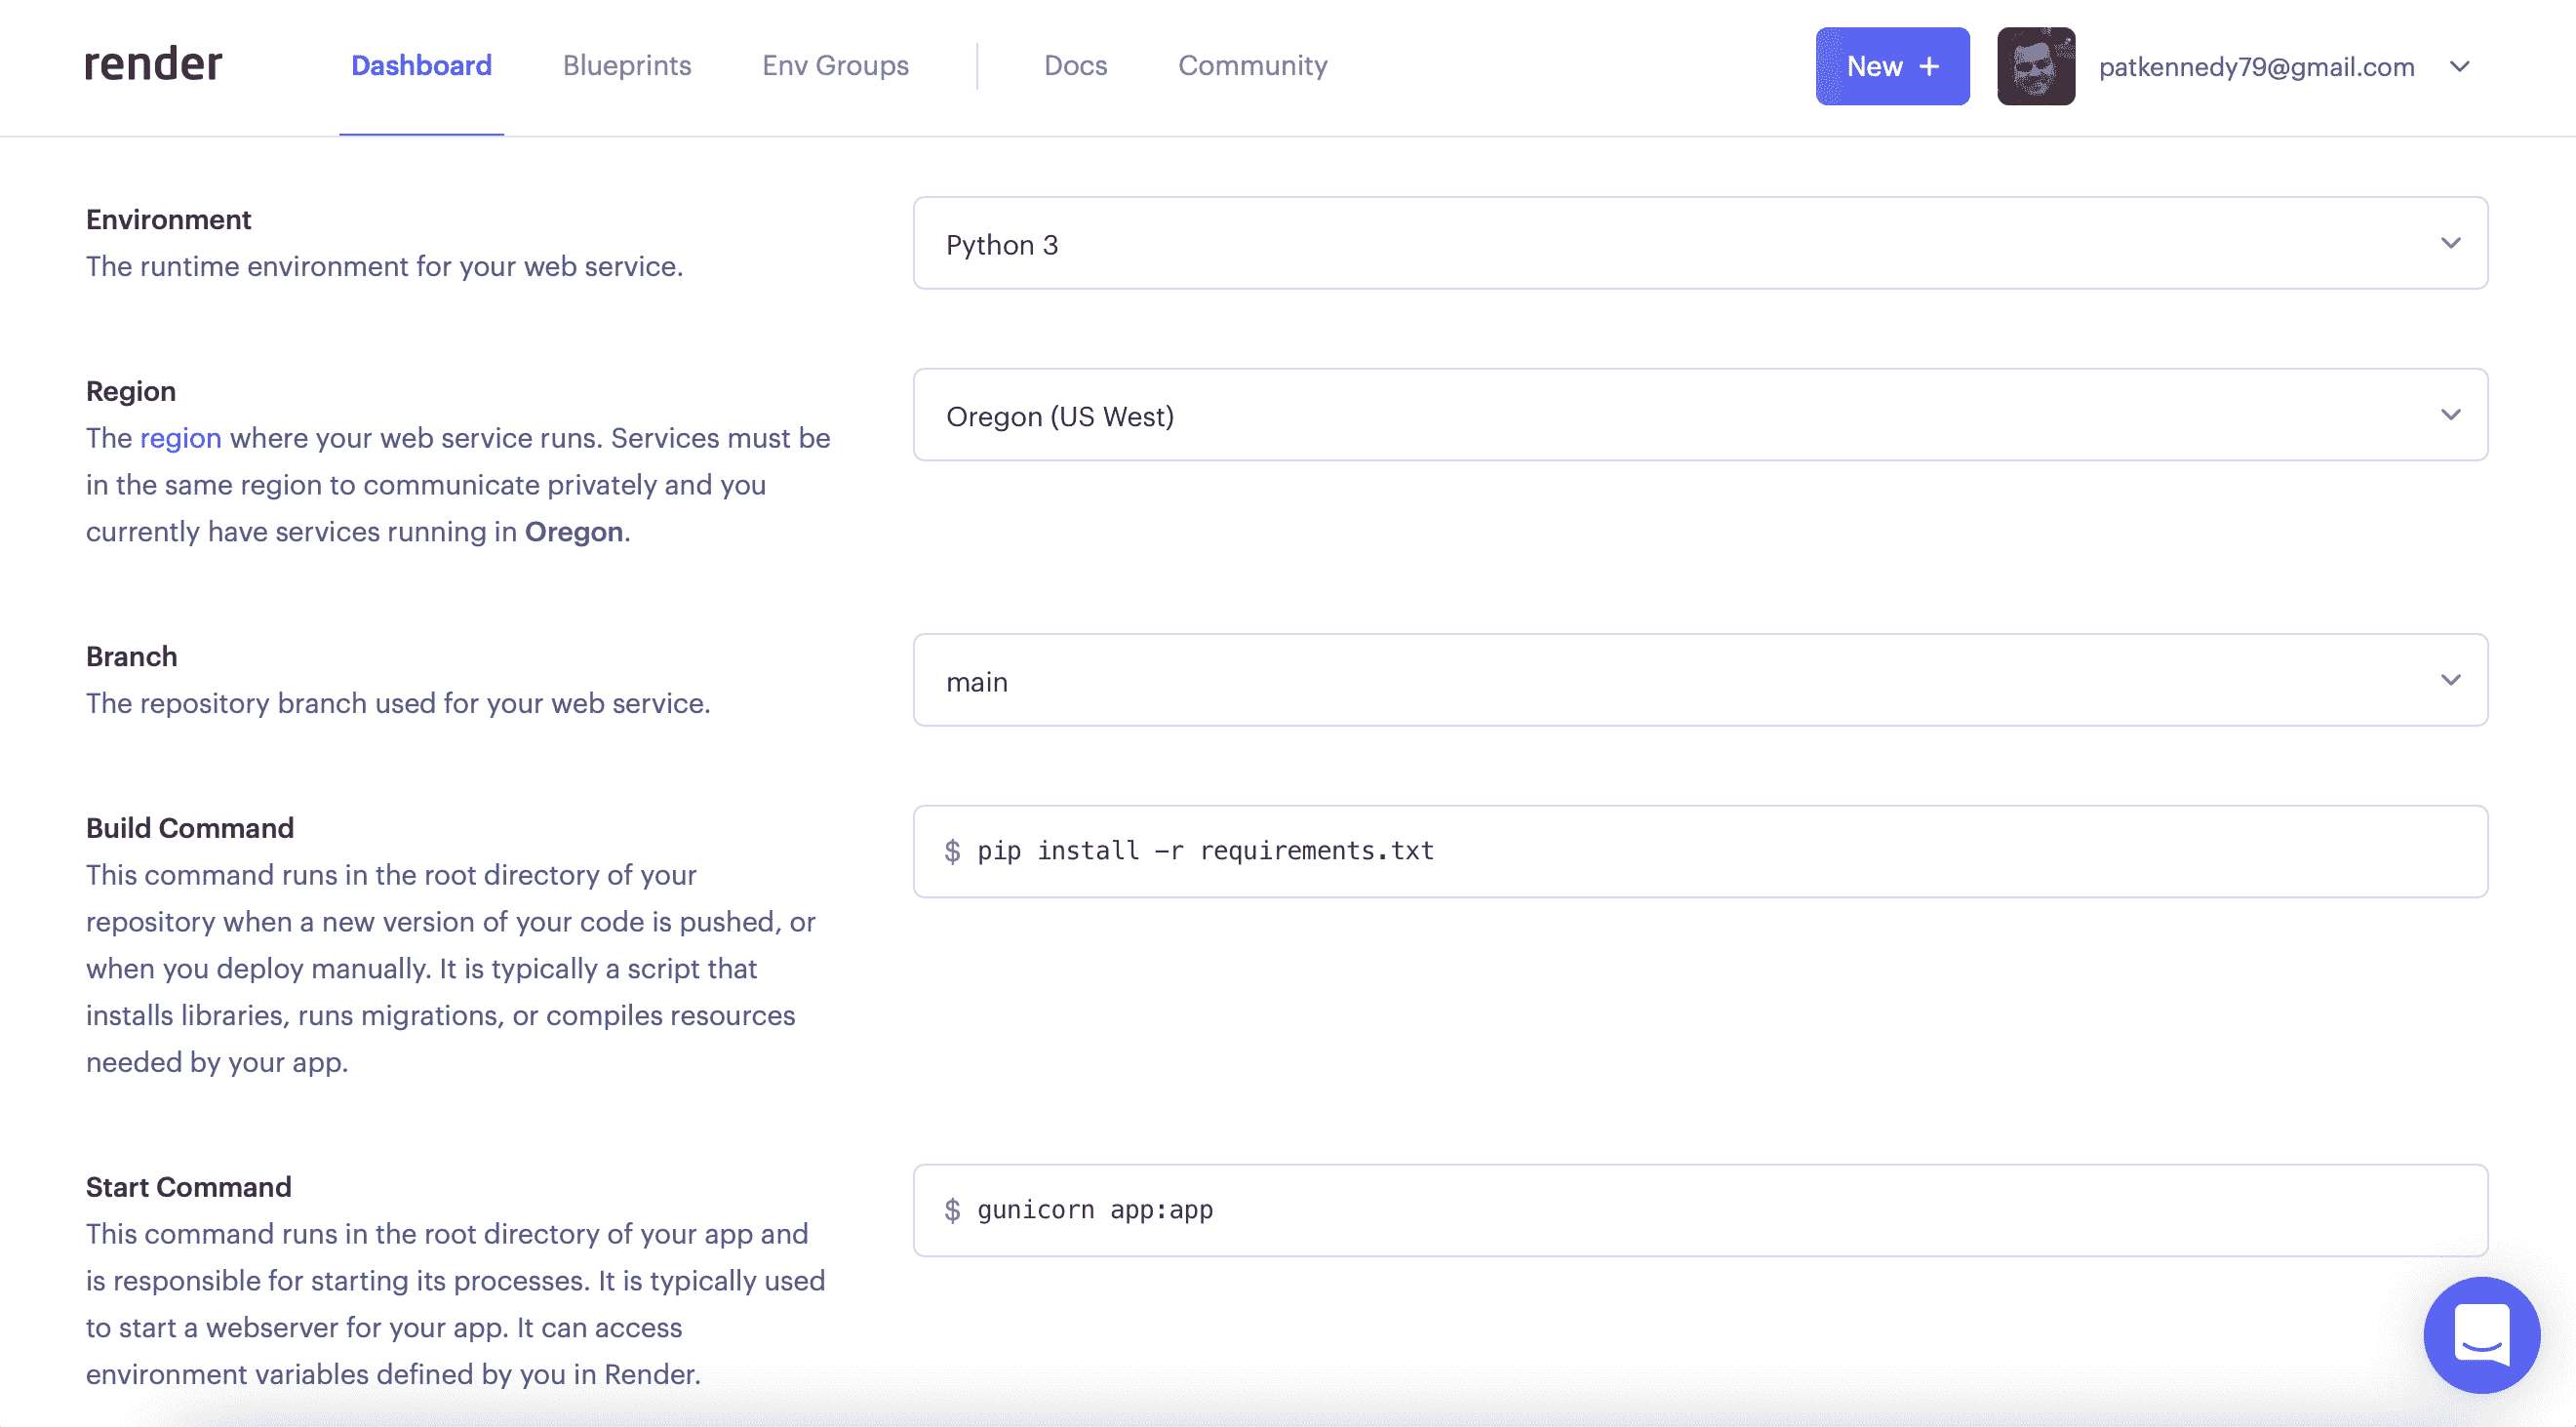 render
Dashboard
Blueprints
Env Groups
Docs
Community
New +
patkennedy79@gmail.com
Environment
The runtime environment for your web service.
Python 3
Region
The region where your web service runs. Services must be
in the same region to communicate privately and you
currently have services running in Oregon.
Oregon (US West)
Branch
The repository branch used for your web service.
main
Build Command
This command runs in the root directory of your
repository when a new version of your code is pushed, or
when you deploy manually. It is typically a script that
installs libraries, runs migrations, or compiles resources
needed by your app.
$ pip install -r requirements.txt
Start Command
This command runs in the root directory of your app and
is responsible for starting its processes. It is typically used
to start a webserver for your app. It can access
environment variables defined by you in Render.
$ gunicorn app:app